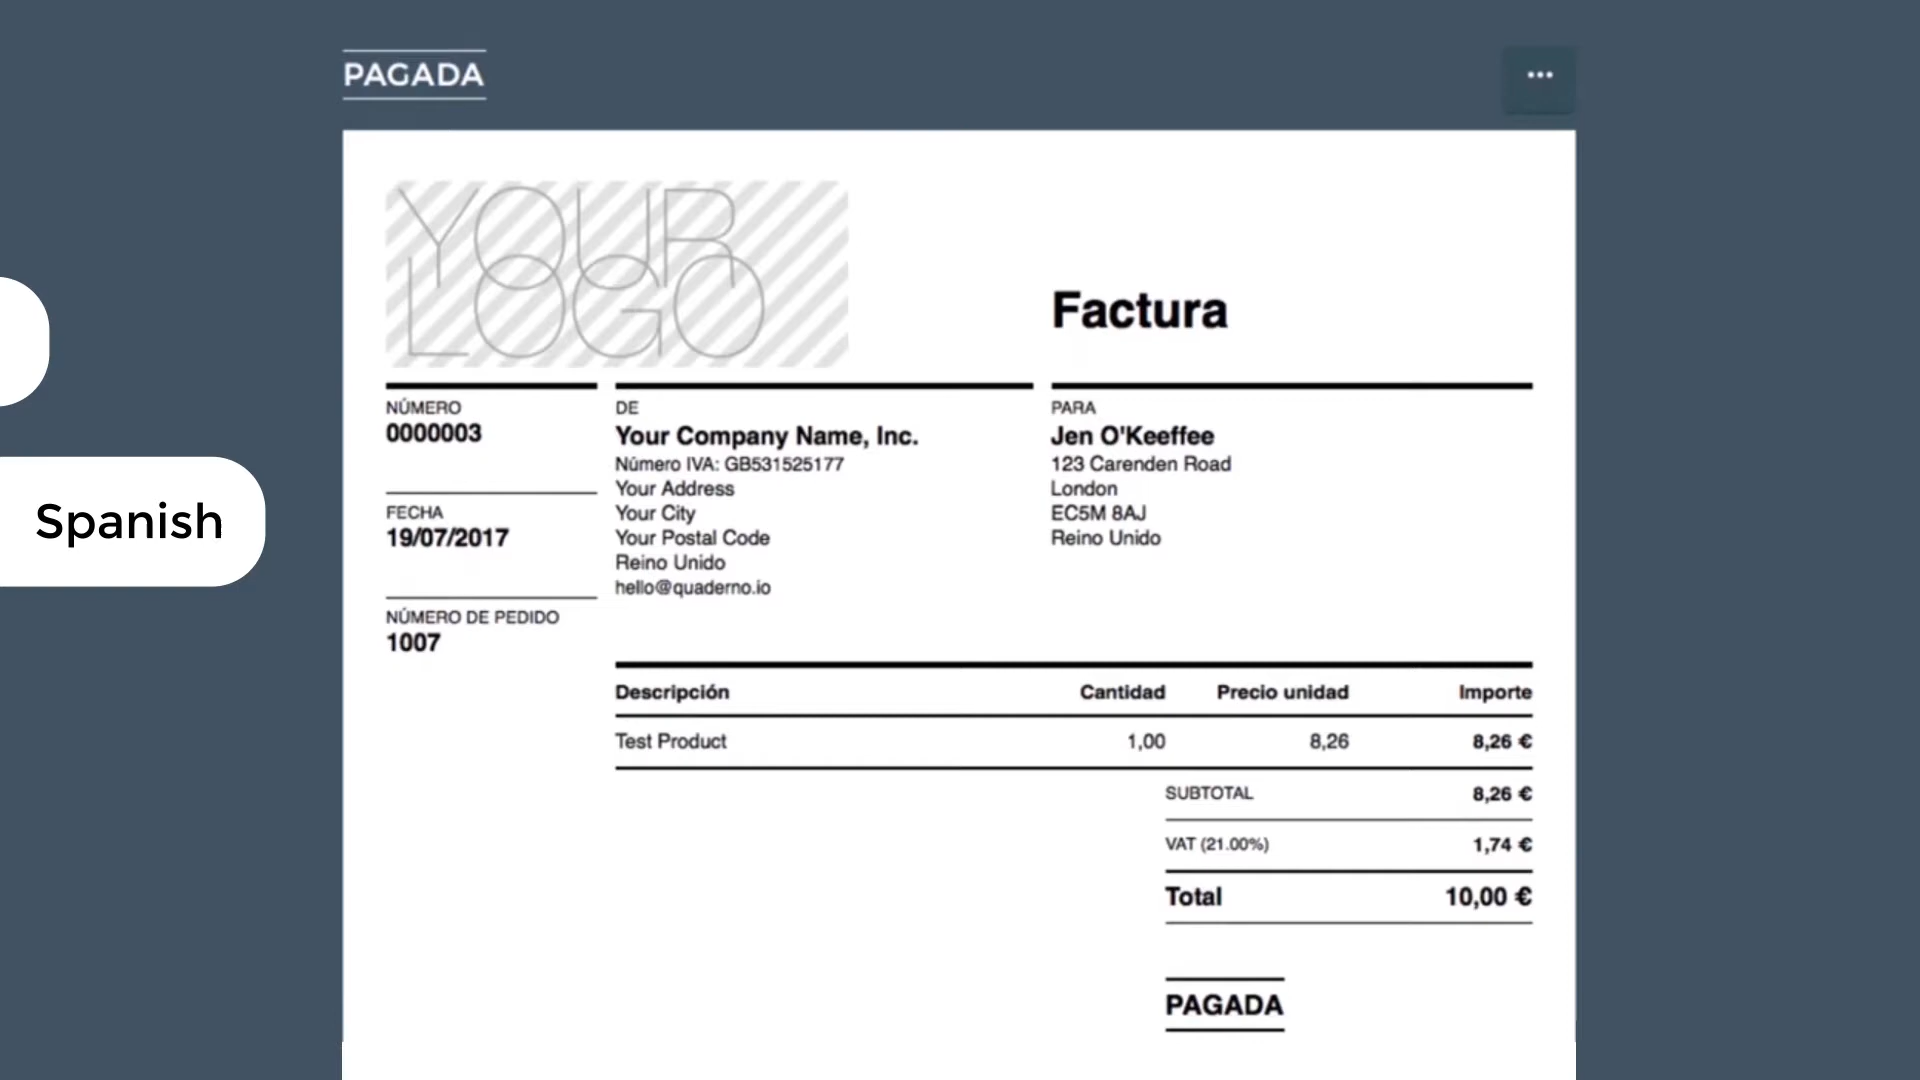 PAGADA
•••
YOUR
LOGO
Factura
NÚMERO
0000003
FECHA
19/07/2017
NÚMERO DE PEDIDO
1007
DE
Your Company Name, Inc.
Número IVA: GB531525177
Your Address
Your City
Your Postal Code
Reino Unido
hello@quaderno.io
PARA
Jen O'Keeffee
123 Carenden Road
London
EC5M 8AJ
Reino Unido
Spanish
Descripción Cantidad Precio unidad Importe
Test Product 1,00 8,26 8,26 €
SUBTOTAL 8,26 €
VAT (21.00%) 1,74 €
Total 10,00 €
PAGADA